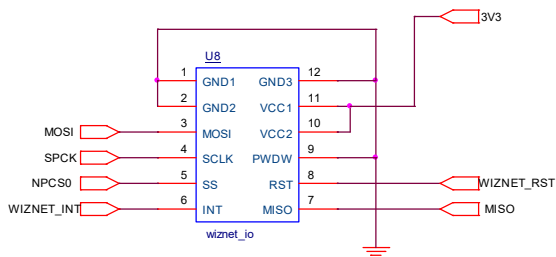 3V3
U8
1 GND1 GND3 12
2 GND2 VCC1 11
MOSI 3 MOSI VCC2 10
SPCK 4 SCLK PWDW 9
NPCS0 5 SS RST 8 WIZNET_RST
WIZNET_INT 6 INT MISO 7 MISO
wiznet_io